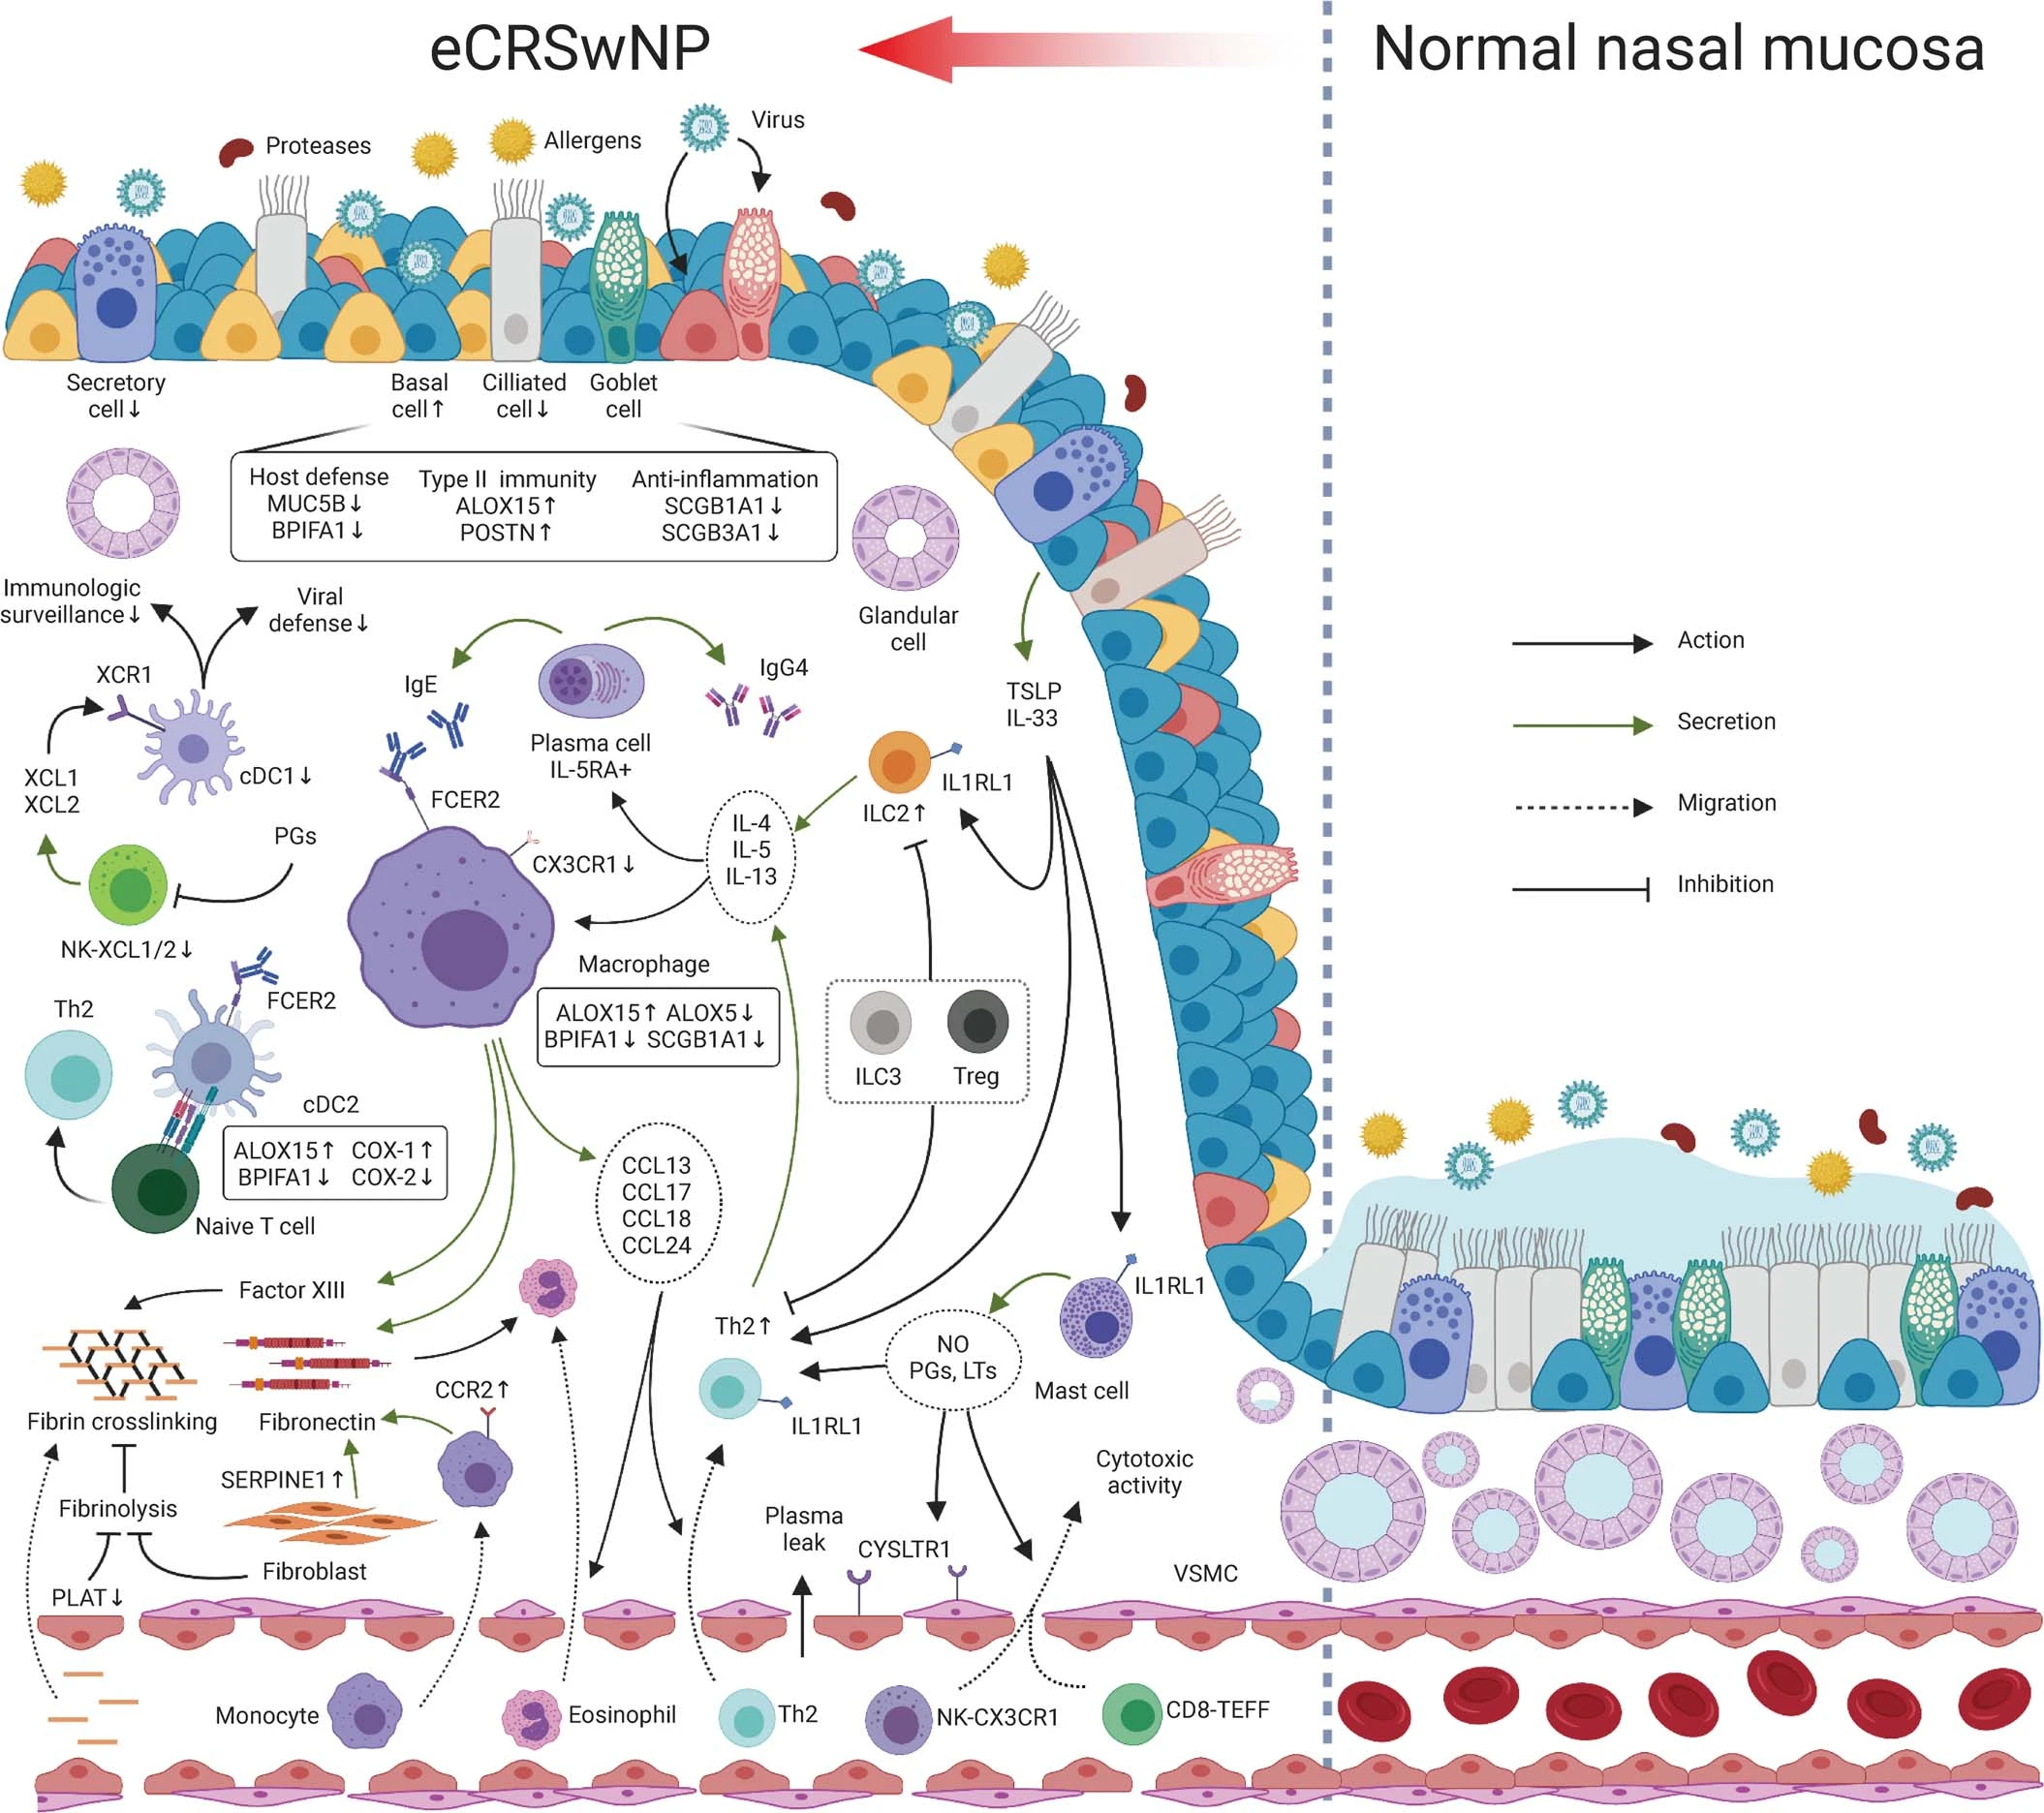 eCRSwNP
Normal nasal mucosa
Virus
Proteases
Allergens
Secretory
cell↓
Basal
cell↑
Cilliated
cell↓
Goblet
cell
Host defense
MUC5B↓
BPIFA1↓
Type II immunity
ALOX15↑
POSTN↑
Anti-inflammation
SCGB1A1↓
SCGB3A1↓
Immunologic
surveillance↓
Viral
defense↓
Glandular
cell
XCR1
IgE
IgG4
TSLP
IL-33
Plasma cell
IL-5RA+
XCL1
XCL2
cDC1↓
FCER2
IL1RL1
ILC2↑
PGs
IL-4
IL-5
IL-13
CX3CR1↓
NK-XCL1/2↓
Macrophage
ALOX15↑ ALOX5↓
BPIFA1↓ SCGB1A1↓
Th2
FCER2
ILC3
Treg
cDC2
ALOX15↑ COX-1↑
BPIFA1↓ COX-2↓
Naive T cell
CCL13
CCL17
CCL18
CCL24
Factor XIII
Th2↑
IL1RL1
NO
PGs, LTs
Mast cell
CCR2↑
IL1RL1
Fibrin crosslinking
Fibronectin
SERPINE1↑
Cytotoxic
activity
Fibrinolysis
Plasma
leak
CYSLTR1
Fibroblast
VSMC
PLAT↓
Monocyte
Eosinophil
Th2
NK-CX3CR1
CD8-TEFF
Action
Secretion
Migration
Inhibition